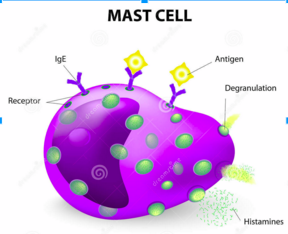 MAST CELL
IgE
Antigen
Receptor
Degranulation
Histamines